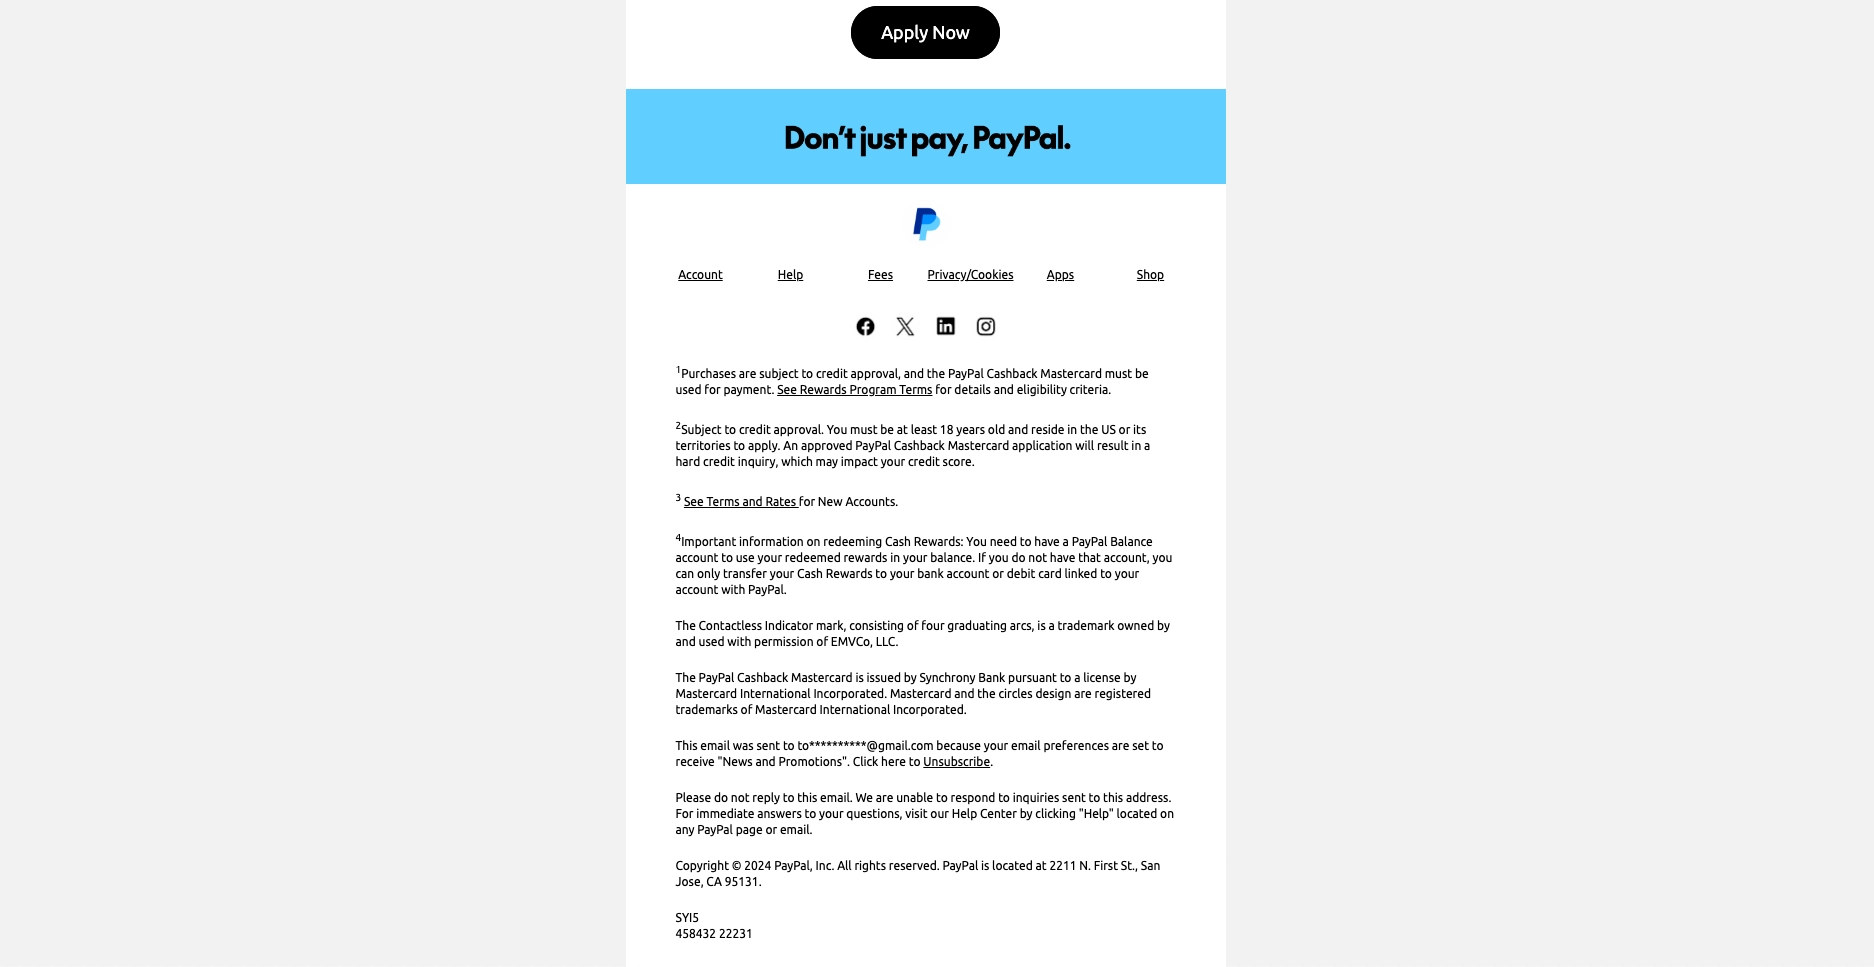 Apply Now
Don't just pay, PayPal.
Account Help Fees Privacy/Cookies Apps Shop
1Purchases are subject to credit approval, and the PayPal Cashback Mastercard must be
used for payment. See Rewards Program Terms for details and eligibility criteria.
2Subject to credit approval. You must be at least 18 years old and reside in the US or its
territories to apply. An approved PayPal Cashback Mastercard application will result in a
hard credit inquiry, which may impact your credit score.
3 See Terms and Rates for New Accounts.
4Important information on redeeming Cash Rewards: You need to have a PayPal Balance
account to use your redeemed rewards in your balance. If you do not have that account, you
can only transfer your Cash Rewards to your bank account or debit card linked to your
account with PayPal.
The Contactless Indicator mark, consisting of four graduating arcs, is a trademark owned by
and used with permission of EMVCo, LLC.
The PayPal Cashback Mastercard is issued by Synchrony Bank pursuant to a license by
Mastercard International Incorporated. Mastercard and the circles design are registered
trademarks of Mastercard International Incorporated.
This email was sent to to**********@gmail.com because your email preferences are set to
receive "News and Promotions". Click here to Unsubscribe.
Please do not reply to this email. We are unable to respond to inquiries sent to this address.
For immediate answers to your questions, visit our Help Center by clicking "Help" located on
any PayPal page or email.
Copyright © 2024 PayPal, Inc. All rights reserved. PayPal is located at 2211 N. First St., San
Jose, CA 95131.
SYI5
458432 22231